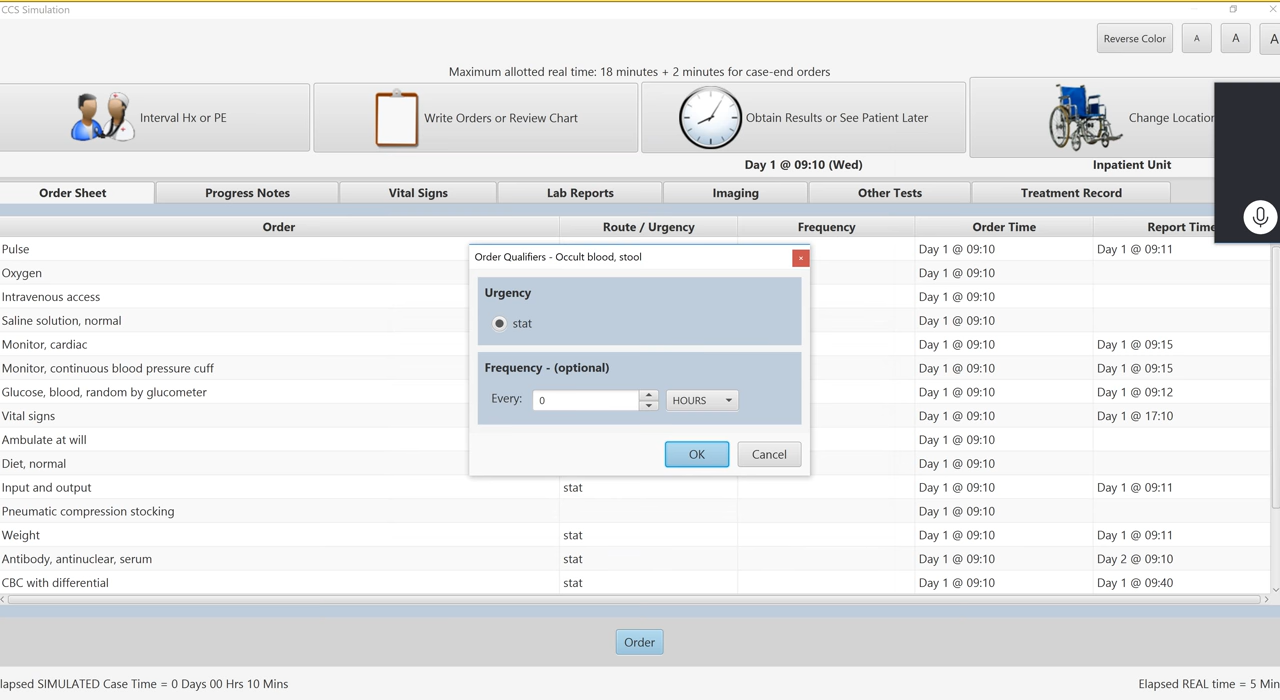 CCS Simulation
Reverse Color A A A
Maximum allotted real time: 18 minutes + 2 minutes for case-end orders
Interval Hx or PE Write Orders or Review Chart Obtain Results or See Patient Later Change Location
Day 1 @ 09:10 (Wed) Inpatient Unit
Order Sheet Progress Notes Vital Signs Lab Reports Imaging Other Tests Treatment Record
Order Route / Urgency Frequency Order Time Report Time
Pulse Day 1 @ 09:10 Day 1 @ 09:11
Oxygen Day 1 @ 09:10
Intravenous access Day 1 @ 09:10
Saline solution, normal Day 1 @ 09:10
Monitor, cardiac Day 1 @ 09:10 Day 1 @ 09:15
Monitor, continuous blood pressure cuff Day 1 @ 09:10 Day 1 @ 09:15
Glucose, blood, random by glucometer Day 1 @ 09:10 Day 1 @ 09:12
Vital signs Day 1 @ 09:10 Day 1 @ 17:10
Ambulate at will Day 1 @ 09:10
Diet, normal Day 1 @ 09:10
Input and output stat Day 1 @ 09:10 Day 1 @ 09:11
Pneumatic compression stocking Day 1 @ 09:10
Weight stat Day 1 @ 09:10 Day 1 @ 09:11
Antibody, antinuclear, serum stat Day 1 @ 09:10 Day 2 @ 09:10
CBC with differential stat Day 1 @ 09:10 Day 1 @ 09:40
Order Qualifiers - Occult blood, stool
Urgency
stat
Frequency - (optional)
Every: 0 HOURS
OK Cancel
Order
lapsed SIMULATED Case Time = 0 Days 00 Hrs 10 Mins Elapsed REAL time = 5 Min